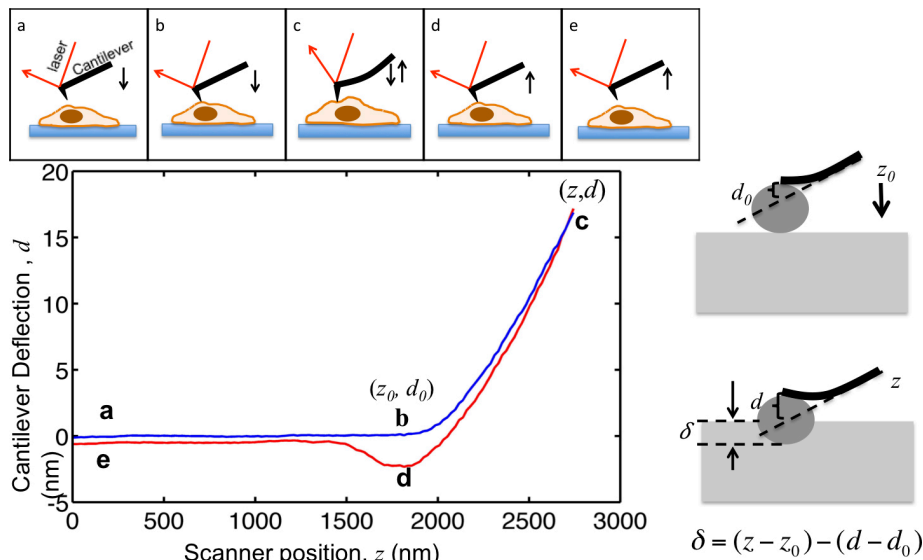 a
b
c
d
e
laser
Cantilever
20
15
10
5
0
-5
Cantilever Deflection , d
(nm)
(z,d)
c
(z0, d0)
b
a
e
d
0
500
1000
1500
2000
2500
3000
Scanner position, z (nm)
d0
z0
d
z
δ
δ = (z − z0) − (d − d0)